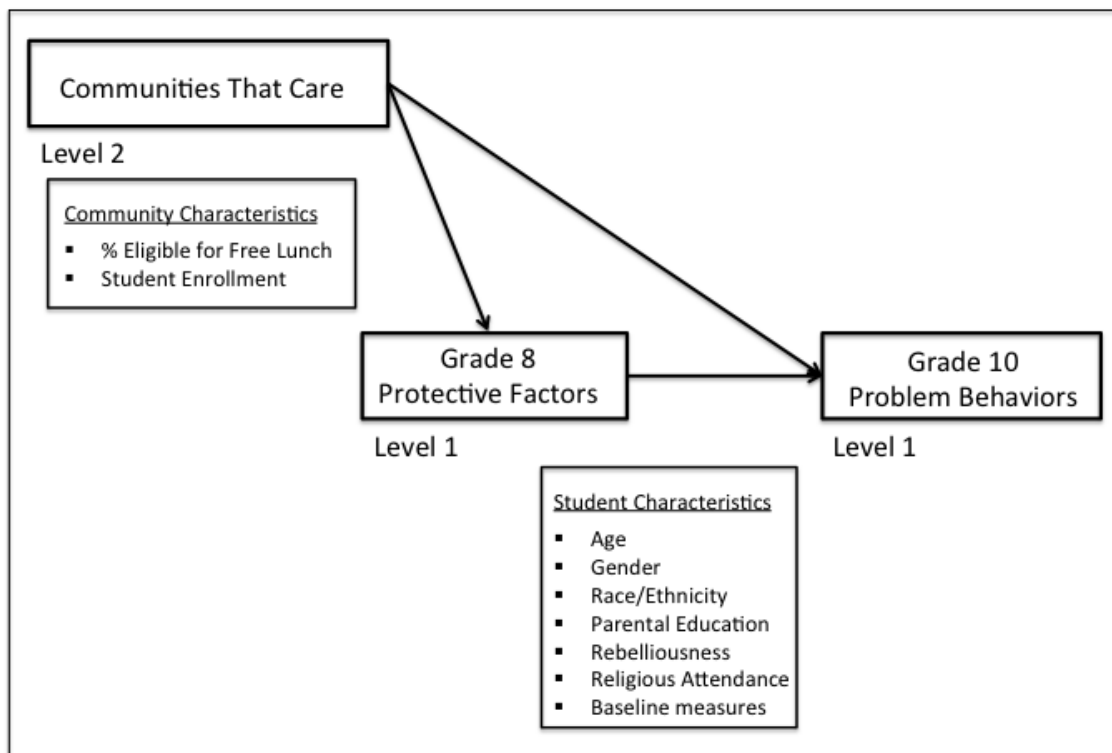 Communities That Care
Level 2
Community Characteristics
▪ % Eligible for Free Lunch
▪ Student Enrollment
Grade 8
Protective Factors
Level 1
Grade 10
Problem Behaviors
Level 1
Student Characteristics
▪ Age
▪ Gender
▪ Race/Ethnicity
▪ Parental Education
▪ Rebelliousness
▪ Religious Attendance
▪ Baseline measures